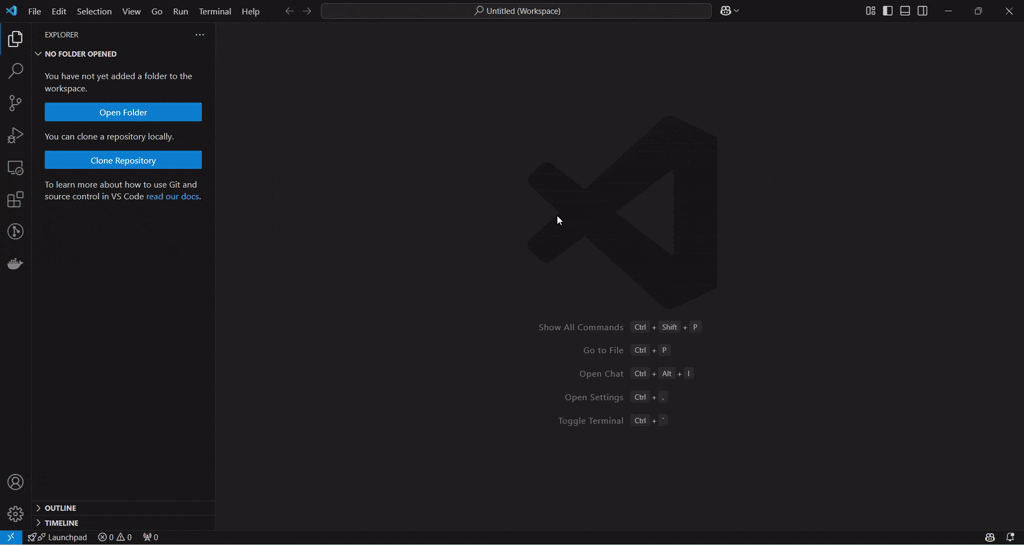 File Edit Selection View Go Run Terminal Help
Untitled (Workspace)
EXPLORER
NO FOLDER OPENED
You have not yet added a folder to the
workspace.
Open Folder
You can clone a repository locally.
Clone Repository
To learn more about how to use Git and
source control in VS Code read our docs.
Show All Commands Ctrl + Shift + P
Go to File Ctrl + P
Open Chat Ctrl + Alt + I
Open Settings Ctrl + ,
Toggle Terminal Ctrl + `
OUTLINE
TIMELINE
Launchpad 0 0 0